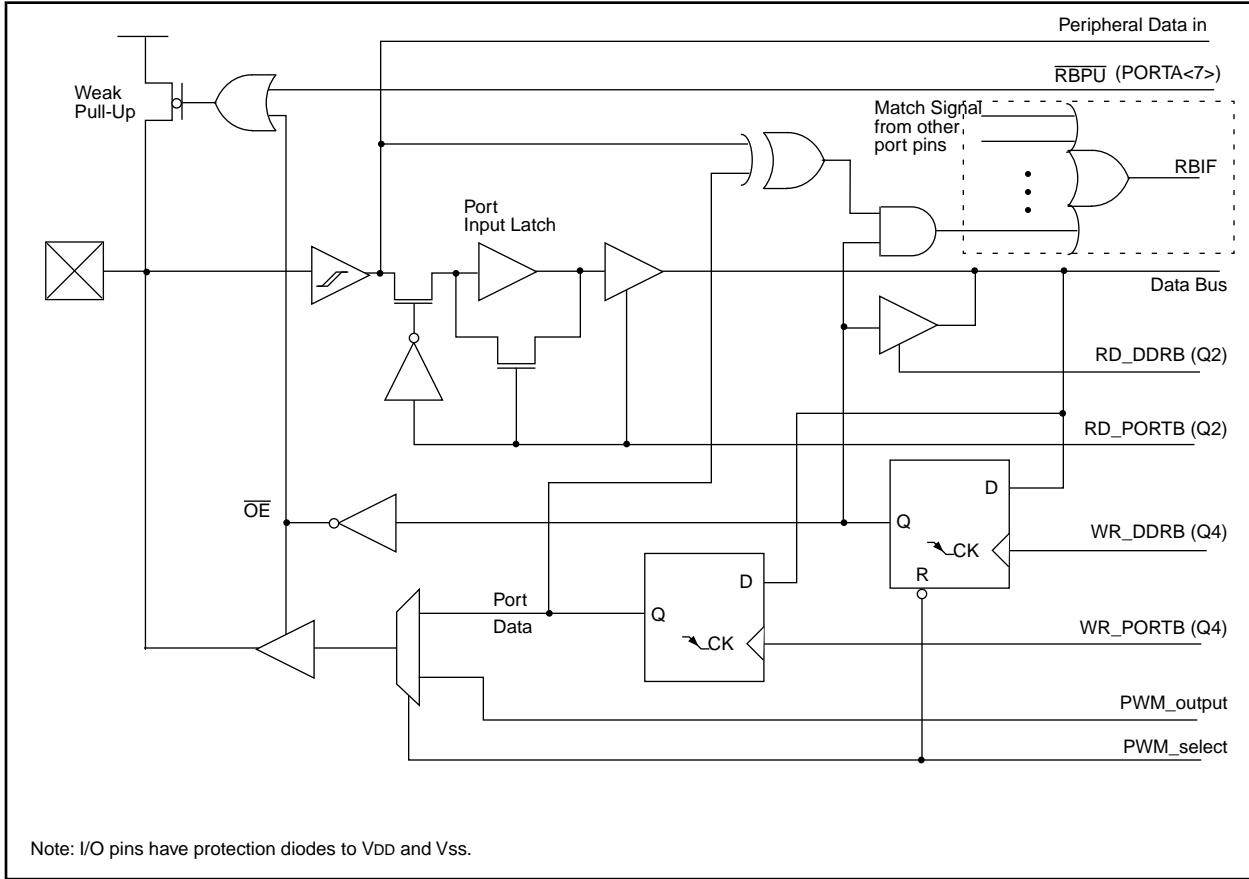 Peripheral Data in
RBPU (PORTA<7>)
Weak
Pull-Up
Match Signal
from other
port pins
RBIF
Port
Input Latch
Data Bus
RD_DDRB (Q2)
RD_PORTB (Q2)
D
OE
Q
WR_DDRB (Q4)
CK
R
D
Port
Data
Q
CK
WR_PORTB (Q4)
PWM_output
PWM_select
Note: I/O pins have protection diodes to VDD and Vss.